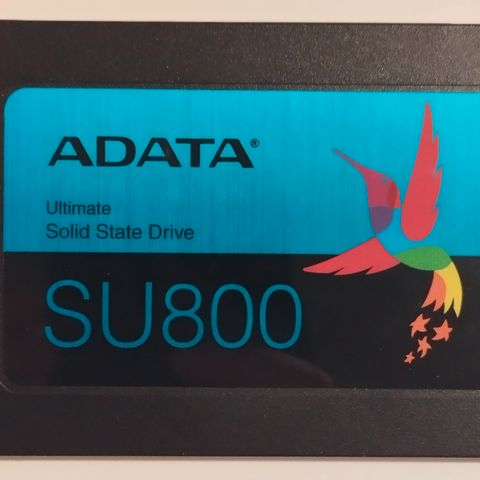 ADATA®
Ultimate
Solid State Drive
SU800